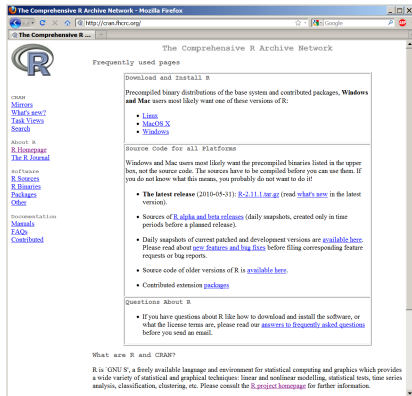 The Comprehensive R Archive Network - Mozilla Firefox
http://cran.fhcrc.org/
Google
The Comprehensive R ...
R
CRAN
Mirrors
What's new?
Task Views
Search
About R
R Homepage
The R Journal
Software
R Sources
R Binaries
Packages
Other
Documentation
Manuals
FAQs
Contributed
The Comprehensive R Archive Network
Frequently used pages
Download and Install R
Precompiled binary distributions of the base system and contributed packages, Windows
and Mac users most likely want one of these versions of R:
• Linux
• MacOS X
• Windows
Source Code for all Platforms
Windows and Mac users most likely want the precompiled binaries listed in the upper
box, not the source code. The sources have to be compiled before you can use them. If
you do not know what this means, you probably do not want to do it!
• The latest release (2010-05-31): R-2.11.1.tar.gz (read what's new in the latest
version).
• Sources of R alpha and beta releases (daily snapshots, created only in time
periods before a planned release).
• Daily snapshots of current patched and development versions are available here.
Please read about new features and bug fixes before filing corresponding feature
requests or bug reports.
• Source code of older versions of R is available here.
• Contributed extension packages
Questions About R
• If you have questions about R like how to download and install the software, or
what the license terms are, please read our answers to frequently asked questions
before you send an email.
What are R and CRAN?
R is `GNU S', a freely available language and environment for statistical computing and graphics which provides
a wide variety of statistical and graphical techniques: linear and nonlinear modelling, statistical tests, time series
analysis, classification, clustering, etc. Please consult the R project homepage for further information.